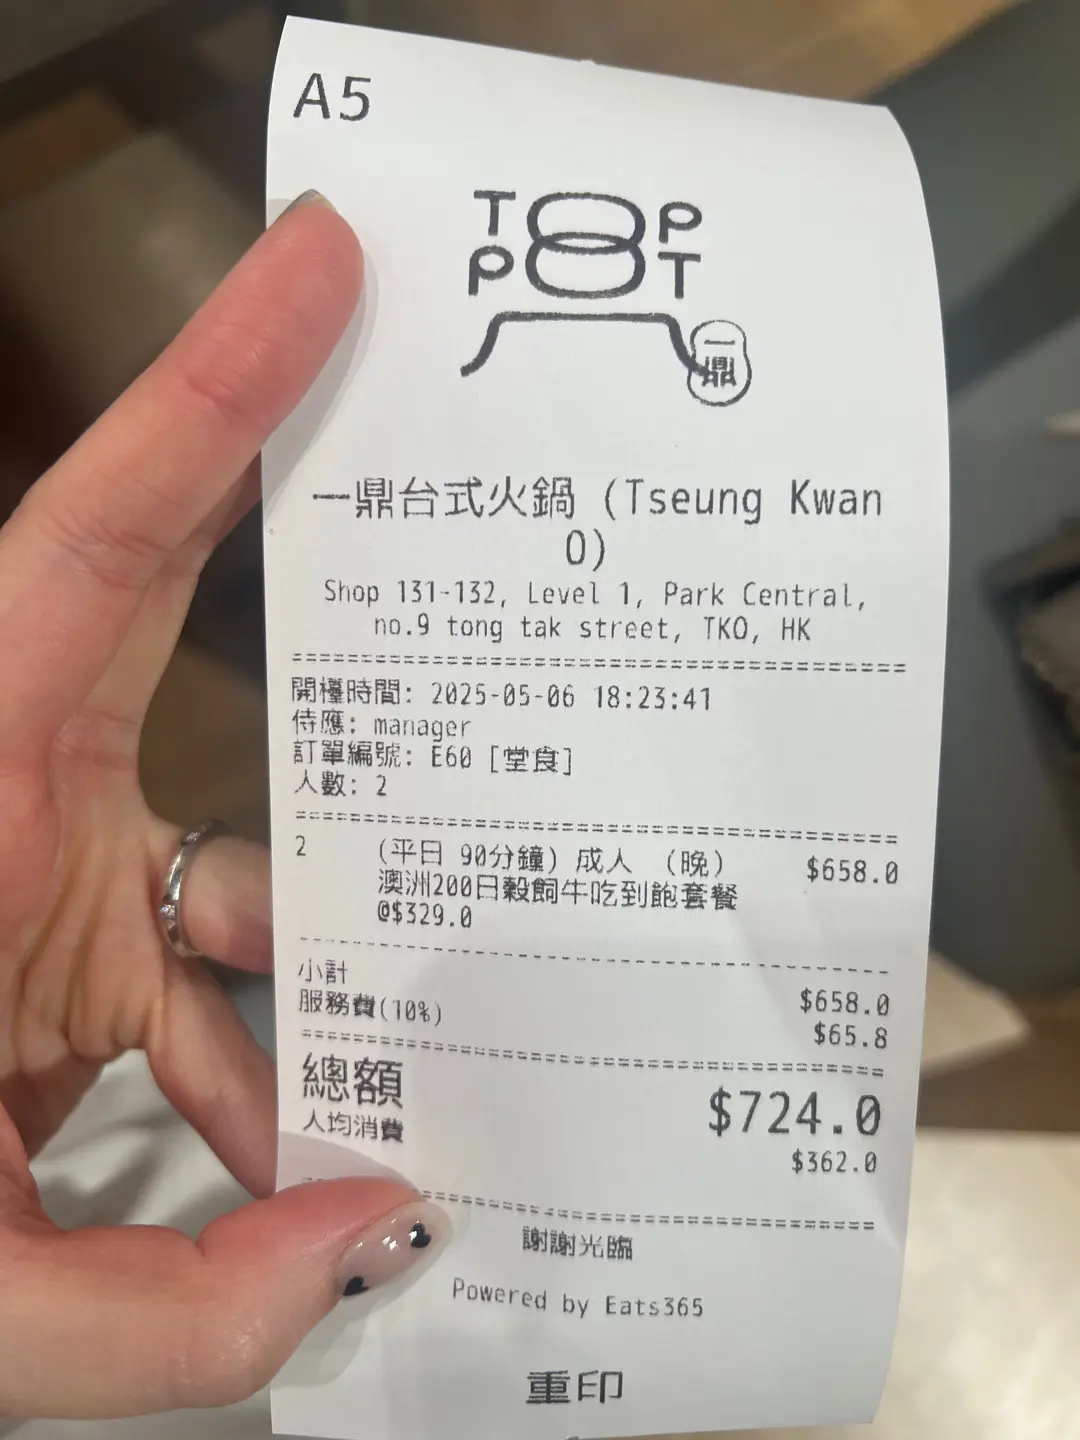 A5
TOP
POT
一鼎
一鼎台式火鍋 (Tseung Kwan
O)
Shop 131-132, Level 1, Park Central,
no.9 tong tak street, TKO, HK
開檯時間: 2025-05-06 18:23:41
侍應: manager
訂單編號: E60 [堂食]
人數: 2
2 (平日 90分鐘) 成人 (晚) $658.0
澳洲200日穀飼牛吃到飽套餐
@$329.0
小計 $658.0
服務費(10%) $65.8
總額 $724.0
人均消費 $362.0
謝謝光臨
Powered by Eats365
重印